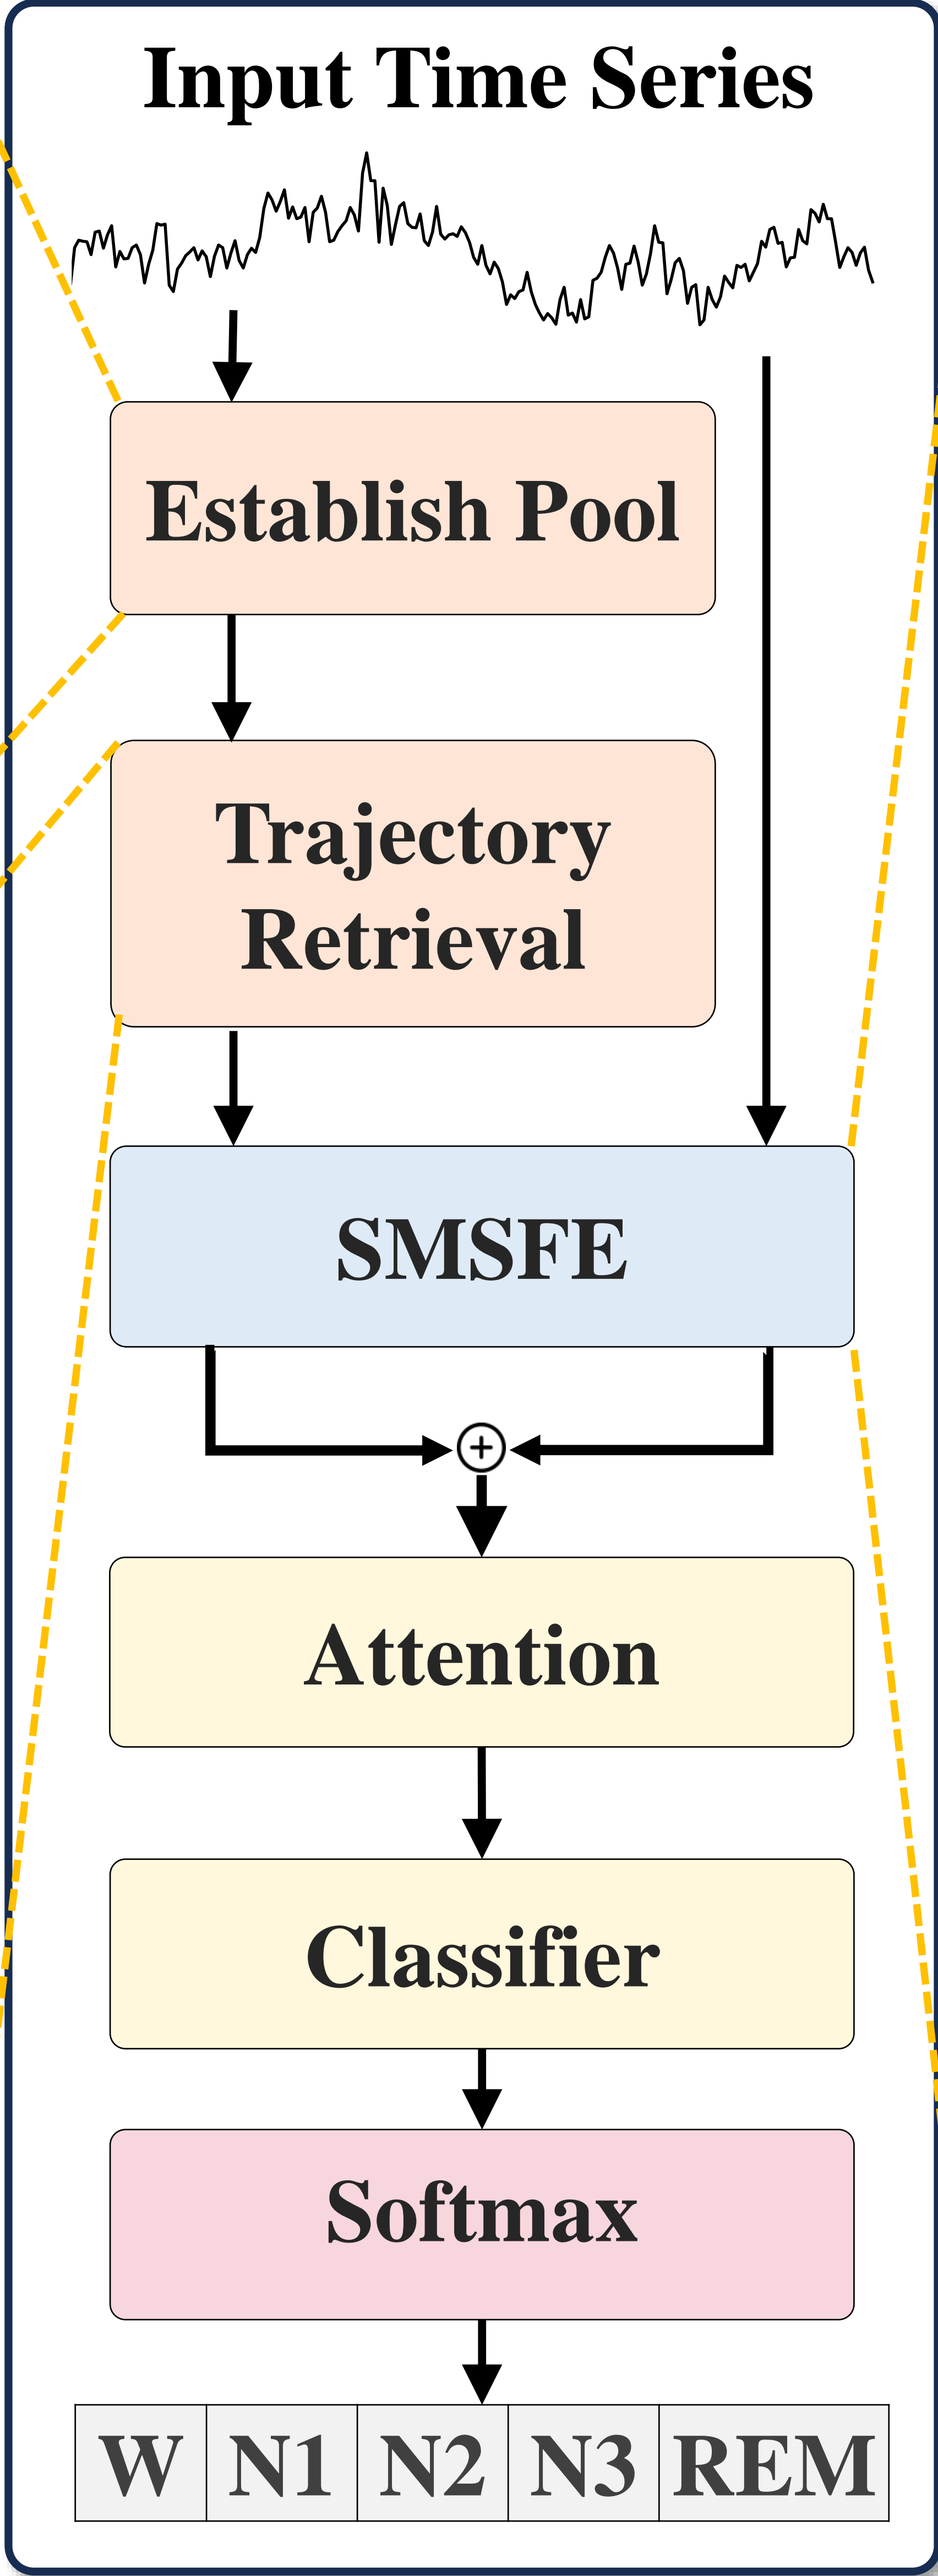 Input Time Series
Establish Pool
Trajectory
Retrieval
SMSFE
Attention
Classifier
Softmax
W N1 N2 N3 REM